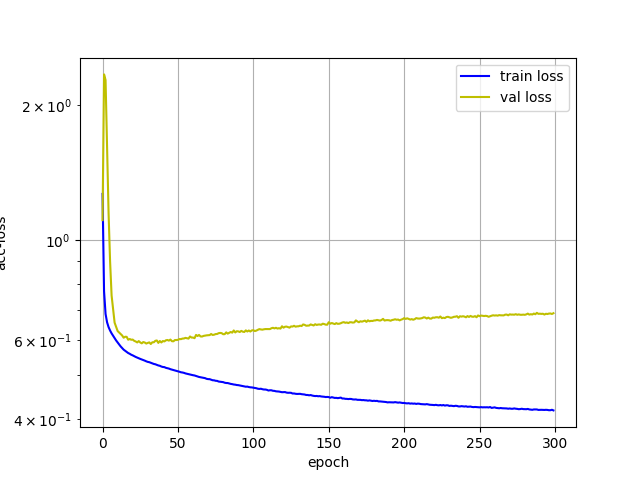 train loss
val loss
2 × 10⁰
10⁰
6 × 10⁻¹
4 × 10⁻¹
acc-loss
0 50 100 150 200 250 300
epoch